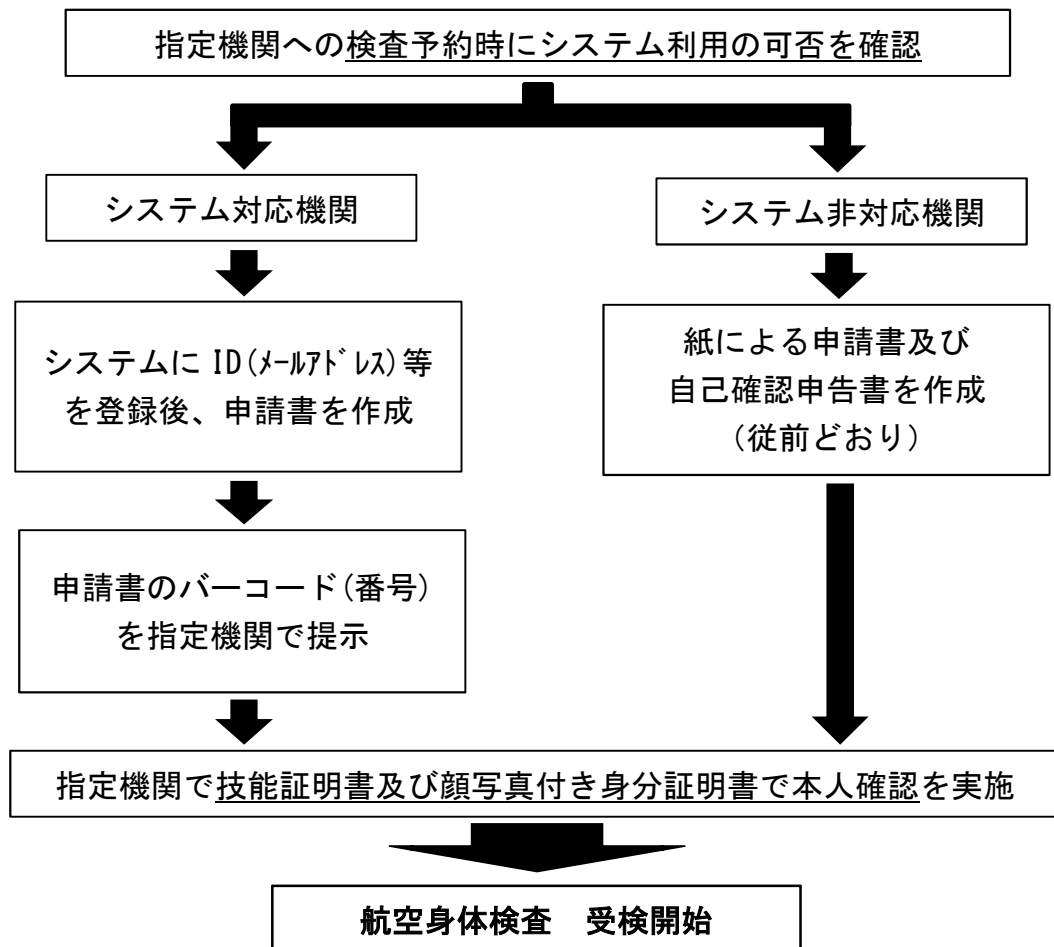 指定機関への検査予約時にシステム利用の可否を確認
システム対応機関
システム非対応機関
システムに ID(ﾒｰﾙｱﾄﾞﾚｽ)等
を登録後、申請書を作成
紙による申請書及び
自己確認申告書を作成
(従前どおり)
申請書のバーコード(番号)
を指定機関で提示
指定機関で技能証明書及び顔写真付き身分証明書で本人確認を実施
航空身体検査　受検開始